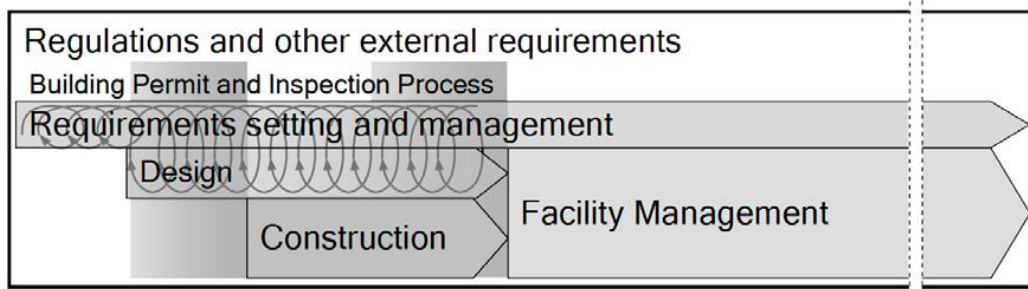 Regulations and other external requirements
Building Permit and Inspection Process
Requirements setting and management
Design
Facility Management
Construction